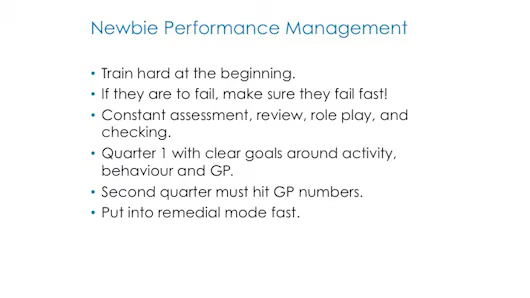 Newbie Performance Management
• Train hard at the beginning.
• If they are to fail, make sure they fail fast!
• Constant assessment, review, role play, and
checking.
• Quarter 1 with clear goals around activity,
behaviour and GP.
• Second quarter must hit GP numbers.
• Put into remedial mode fast.